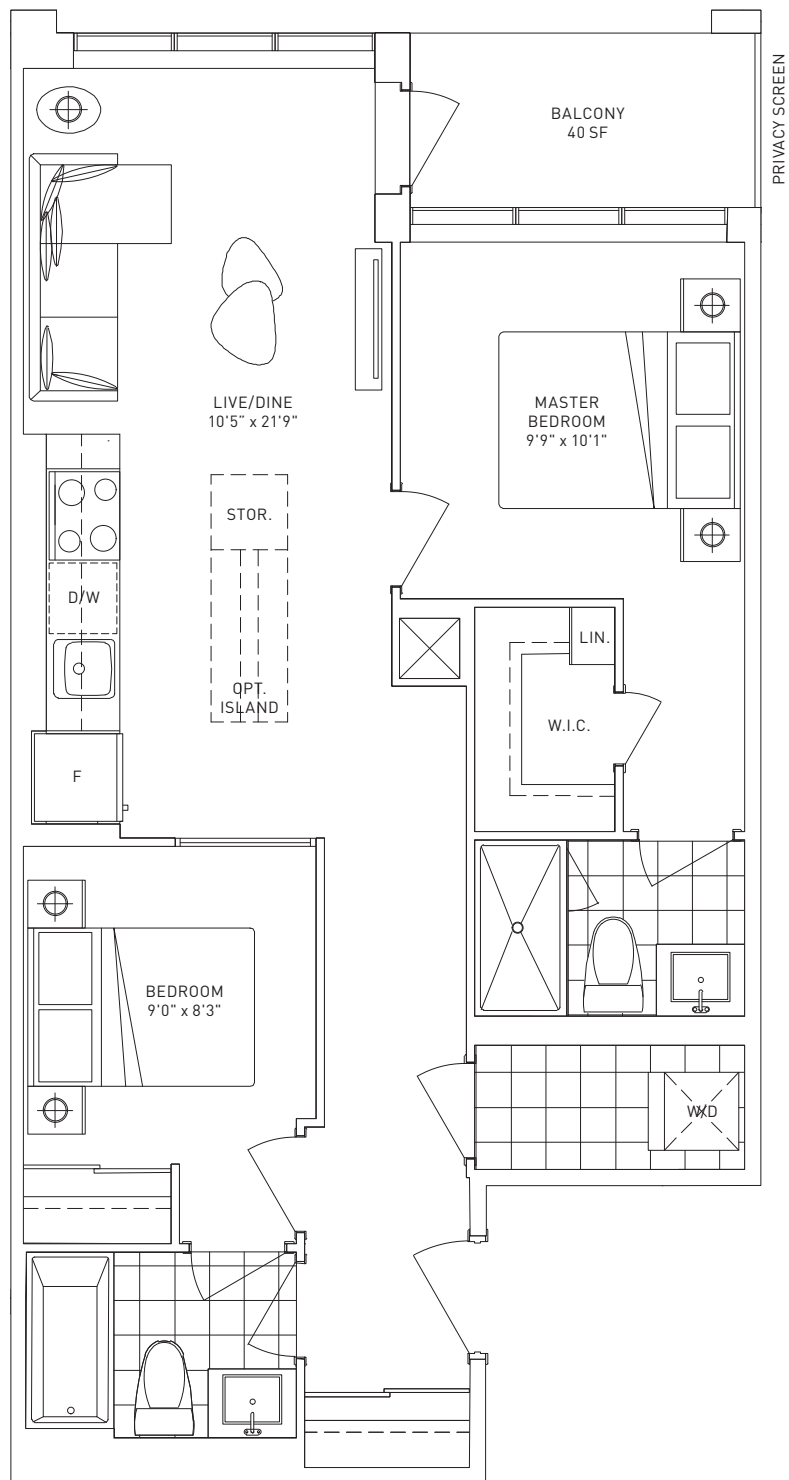 BALCONY
40 SF
PRIVACY SCREEN
LIVE/DINE
10'5" x 21'9"
MASTER
BEDROOM
9'9" x 10'1"
STOR.
D/W
OPT.
ISLAND
LIN.
W.I.C.
F
BEDROOM
9'0" x 8'3"
W/D